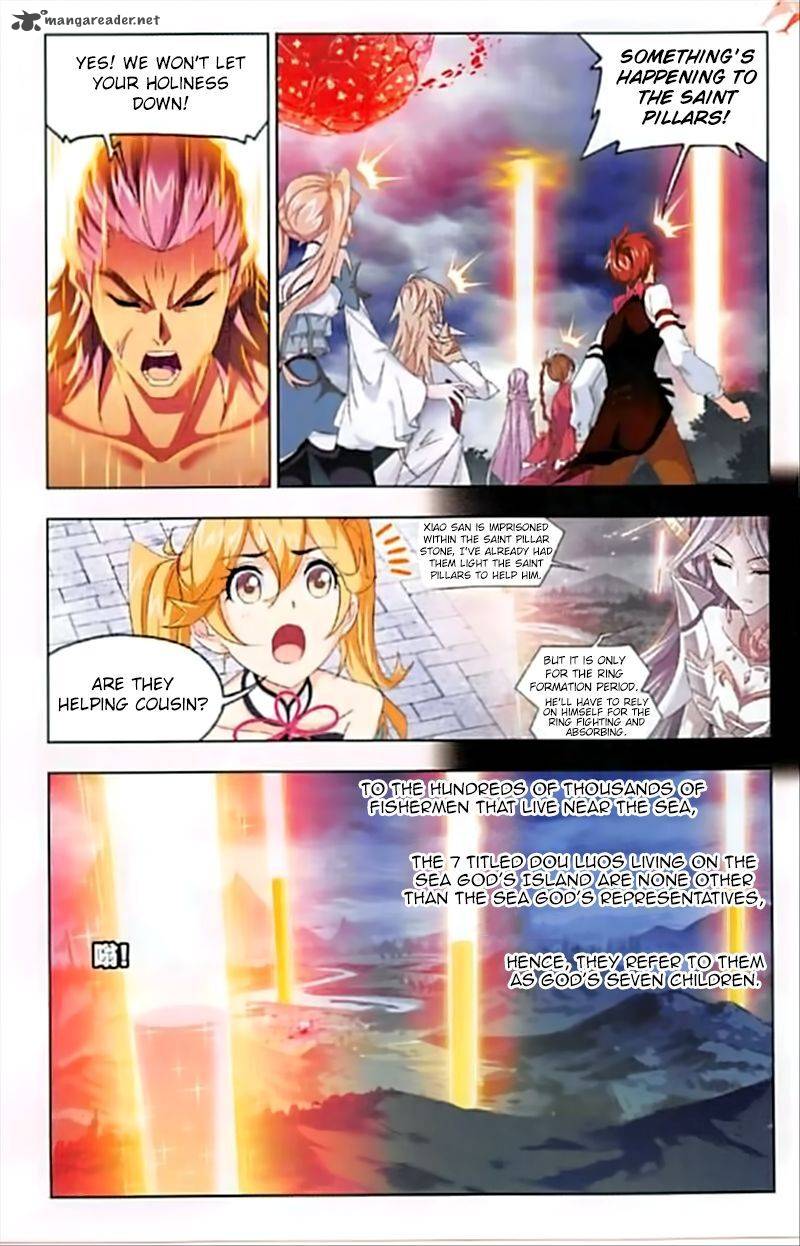 mangareader.net
YES! WE WON'T LET
YOUR HOLINESS
DOWN!
SOMETHING'S
HAPPENING TO
THE SAINT
PILLARS!
XIAO SAN IS IMPRISONED
WITHIN THE SAINT PILLAR
STONE, I'VE ALREADY HAD
THEM LIGHT THE SAINT
PILLARS TO HELP HIM.
ARE THEY
HELPING COUSIN?
BUT IT IS ONLY
FOR THE RING
FORMATION PERIOD.
HE'LL HAVE TO RELY
ON HIMSELF FOR THE
RING FIGHTING AND
ABSORBING.
TO THE HUNDREDS OF THOUSANDS OF
FISHERMEN THAT LIVE NEAR THE SEA,
THE 7 TITLED DOU LUOS LIVING ON THE
SEA GOD'S ISLAND ARE NONE OTHER
THAN THE SEA GOD'S REPRESENTATIVES,
HENCE, THEY REFER TO THEM
AS GOD'S SEVEN CHILDREN.
嗡!